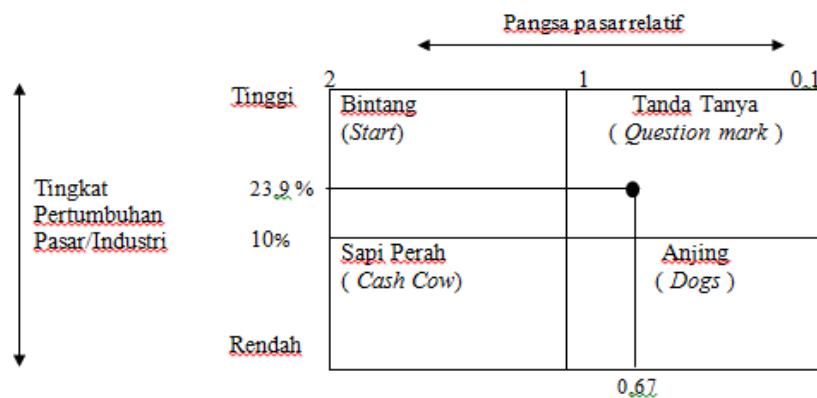 Pangsa pasar relatif
2 1 0.1
Tinggi
Bintang
(Start)
Tanda Tanya
( Question mark )
Tingkat
Pertumbuhan
Pasar/Industri
23.9 %
10%
Sapi Perah
( Cash Cow)
Anjing
( Dogs )
Rendah
0.67